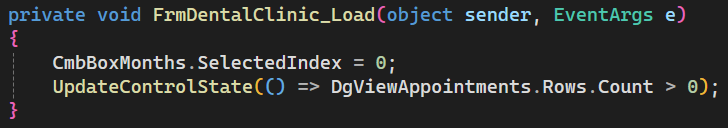 private void FrmDentalClinic_Load(object sender, EventArgs e)
{
    CmbBoxMonths.SelectedIndex = 0;
    UpdateControlState(() => DgViewAppointments.Rows.Count > 0);
}